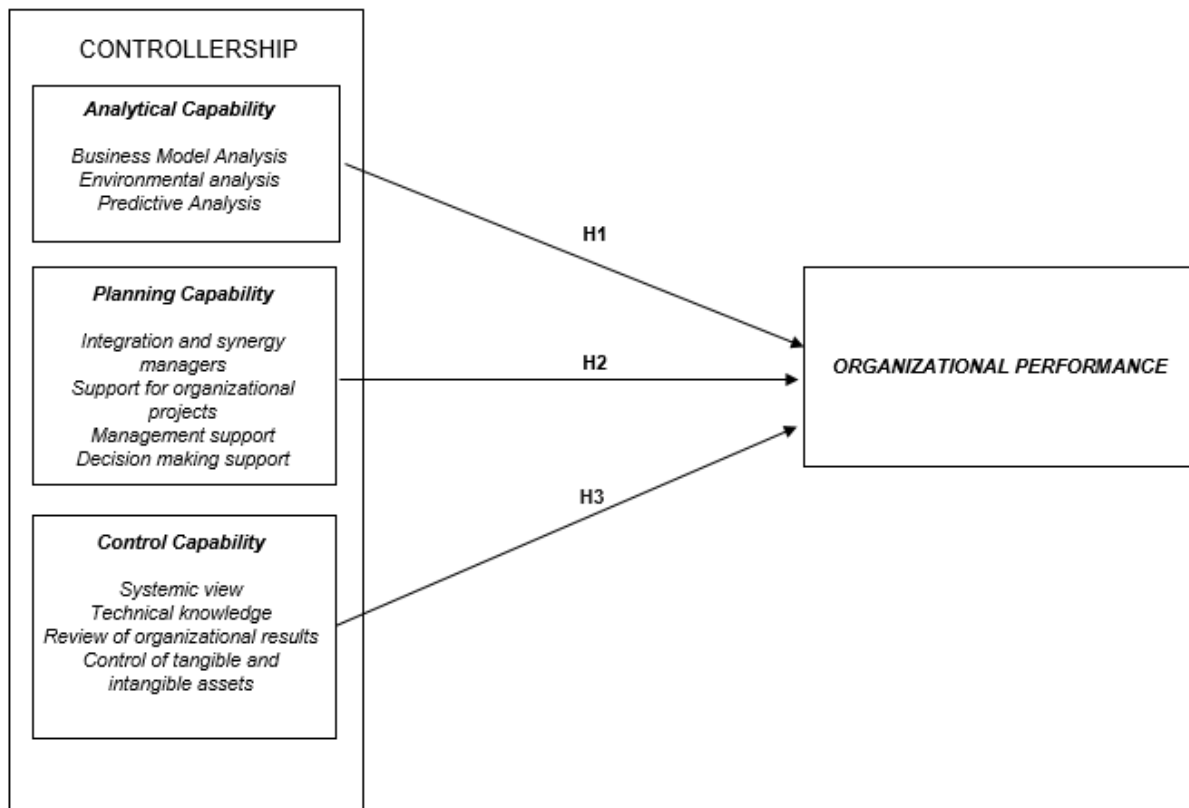 CONTROLLERSHIP
Analytical Capability
Business Model Analysis
Environmental analysis
Predictive Analysis
H1
Planning Capability
Integration and synergy
managers
Support for organizational
projects
Management support
Decision making support
H2
ORGANIZATIONAL PERFORMANCE
H3
Control Capability
Systemic view
Technical knowledge
Review of organizational results
Control of tangible and
intangible assets